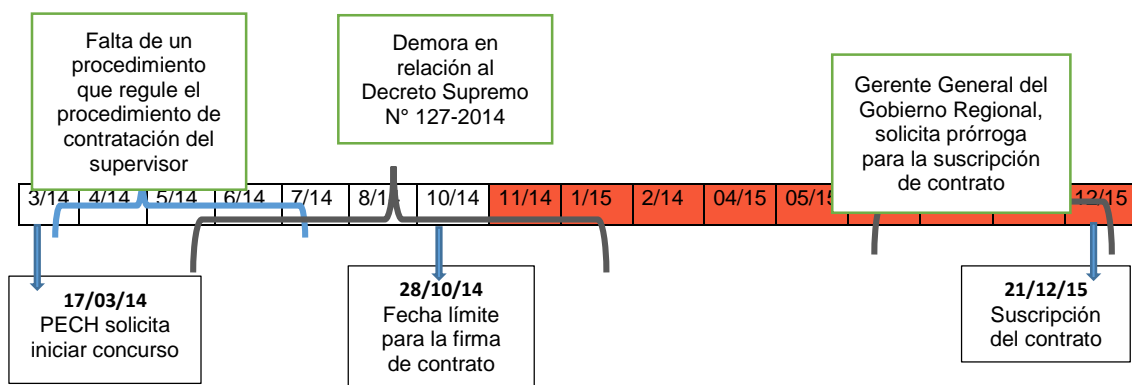 Falta de un
procedimiento
que regule el
procedimiento de
contratación del
supervisor
Demora en
relación al
Decreto Supremo
N° 127-2014
Gerente General del
Gobierno Regional,
solicita prórroga
para la suscripción
de contrato
3/14 4/14 5/14 6/14 7/14 8/14 10/14 11/14 1/15 2/14 04/15 05/15 12/15
17/03/14
PECH solicita
iniciar concurso
28/10/14
Fecha límite
para la firma
de contrato
21/12/15
Suscripción
del contrato